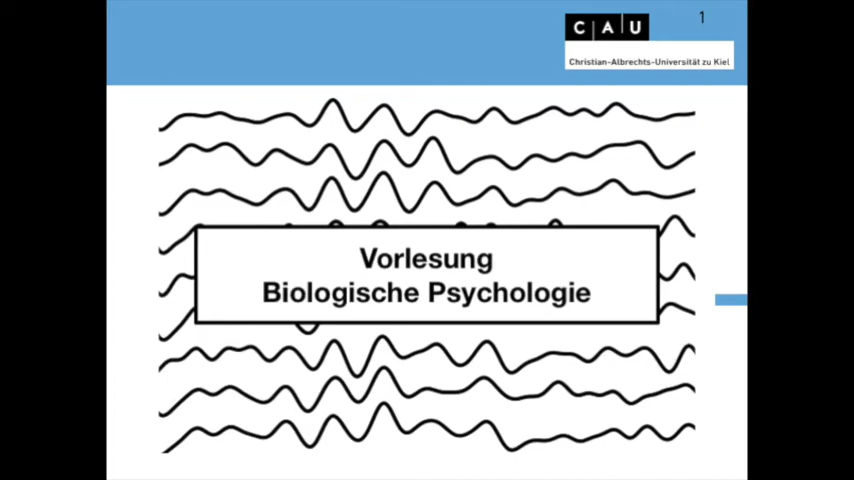 CAU
1
Christian-Albrechts-Universität zu Kiel
Vorlesung
Biologische Psychologie